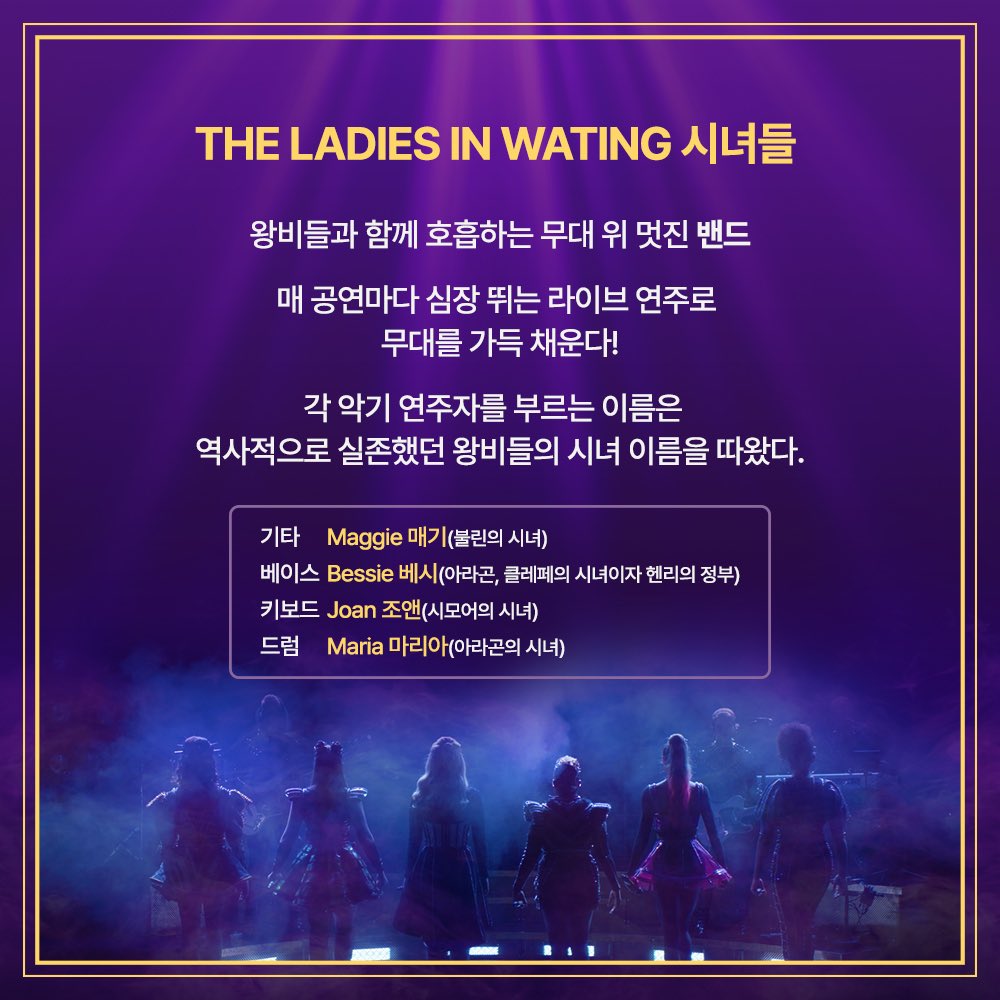 THE LADIES IN WATING 시녀들
왕비들과 함께 호흡하는 무대 위 멋진 밴드
매 공연마다 심장 뛰는 라이브 연주로
무대를 가득 채운다!
각 악기 연주자를 부르는 이름은
역사적으로 실존했던 왕비들의 시녀 이름을 따왔다.
기타 Maggie 매기(불린의 시녀)
베이스 Bessie 베시(아라곤, 클레페의 시녀이자 헨리의 정부)
키보드 Joan 조앤(시모어의 시녀)
드럼 Maria 마리아(아라곤의 시녀)